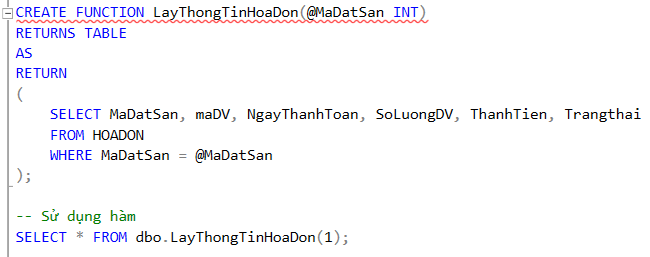 CREATE FUNCTION LayThongTinHoaDon(@MaDatSan INT)
RETURNS TABLE
AS
RETURN
(
    SELECT MaDatSan, maDV, NgayThanhToan, SoLuongDV, ThanhTien, Trangthai
    FROM HOADON
    WHERE MaDatSan = @MaDatSan
);
-- Sử dụng hàm
SELECT * FROM dbo.LayThongTinHoaDon(1);